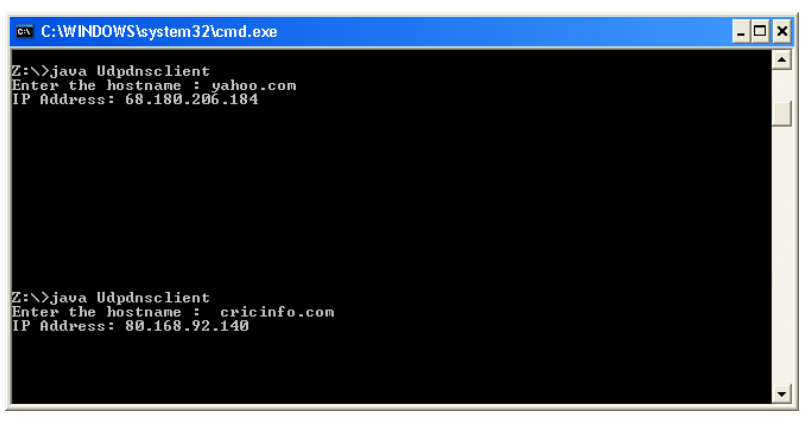 C:\WINDOWS\system32\cmd.exe
Z:\>java Udpdnsclient
Enter the hostname : yahoo.com
IP Address: 68.180.206.184
Z:\>java Udpdnsclient
Enter the hostname :  cricinfo.com
IP Address: 80.168.92.140